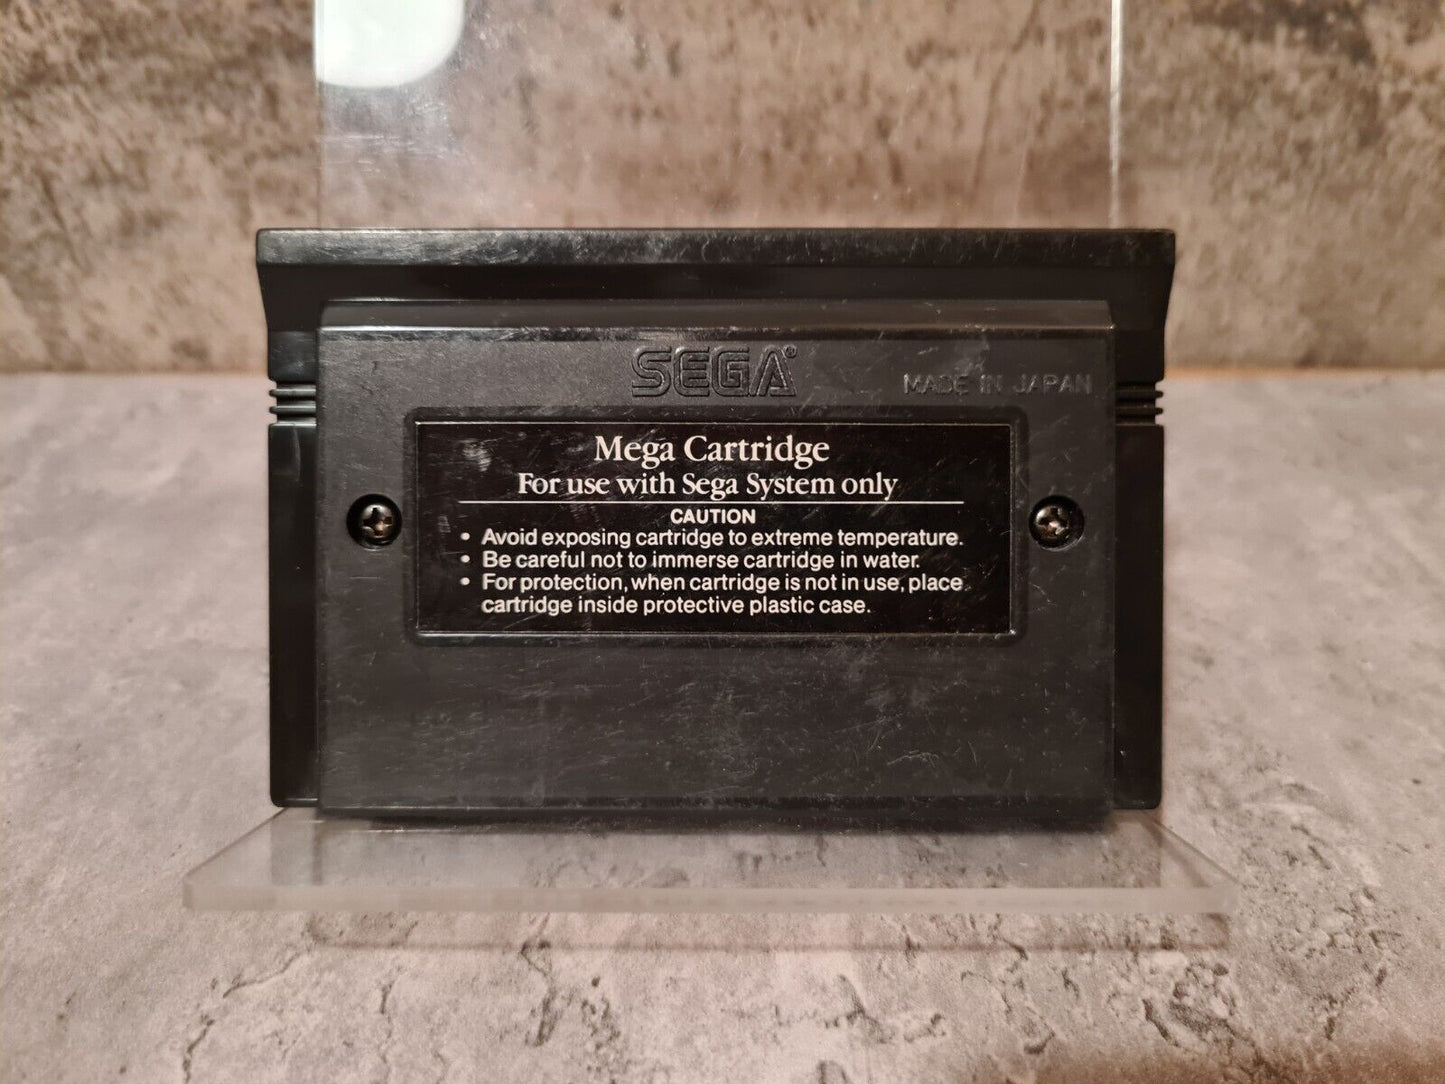 SEGA®
MADE IN JAPAN
Mega Cartridge
For use with Sega System only
CAUTION
• Avoid exposing cartridge to extreme temperature.
• Be careful not to immerse cartridge in water.
• For protection, when cartridge is not in use, place
cartridge inside protective plastic case.